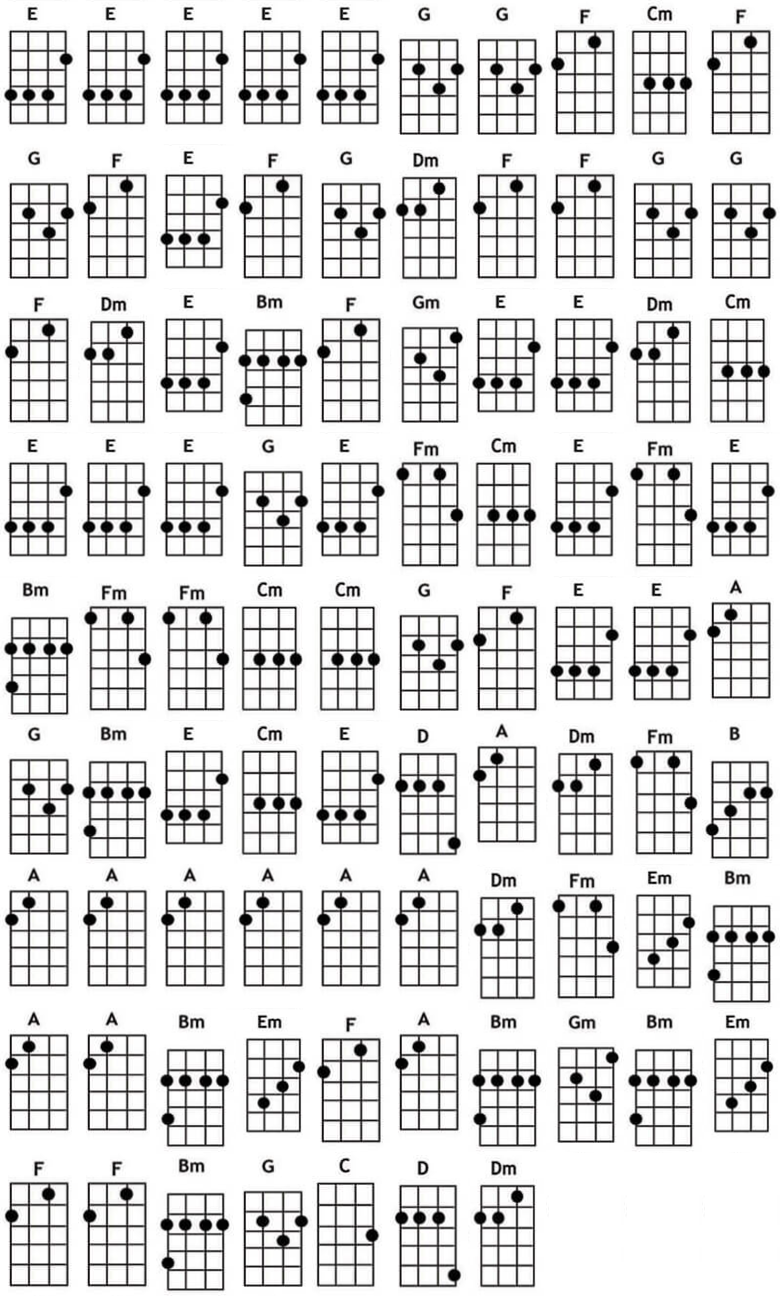 E E E E E G G F Cm F
G F E F G Dm F F G G
F Dm E Bm F Gm E E Dm Cm
E E E G E Fm Cm E Fm E
Bm Fm Fm Cm Cm G F E E A
G Bm E Cm E D A Dm Fm B
A A A A A A Dm Fm Em Bm
A A Bm Em F A Bm Gm Bm Em
F F Bm G C D Dm